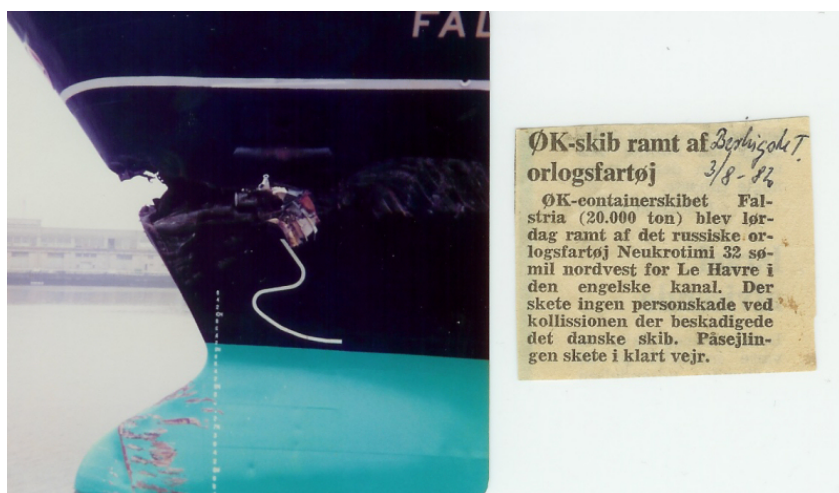 FAL
ØK-skib ramt af
orlogsfartøj
Berlingske T.
3/8-82
ØK-containerskibet Fal-
stria (20.000 ton) blev lør-
dag ramt af det russiske or-
logsfartøj Neukrotimi 32 sø-
mil nordvest for Le Havre i
den engelske kanal. Der
skete ingen personskade ved
kollissionen der beskadigede
det danske skib. Påsejlin-
gen skete i klart vejr.